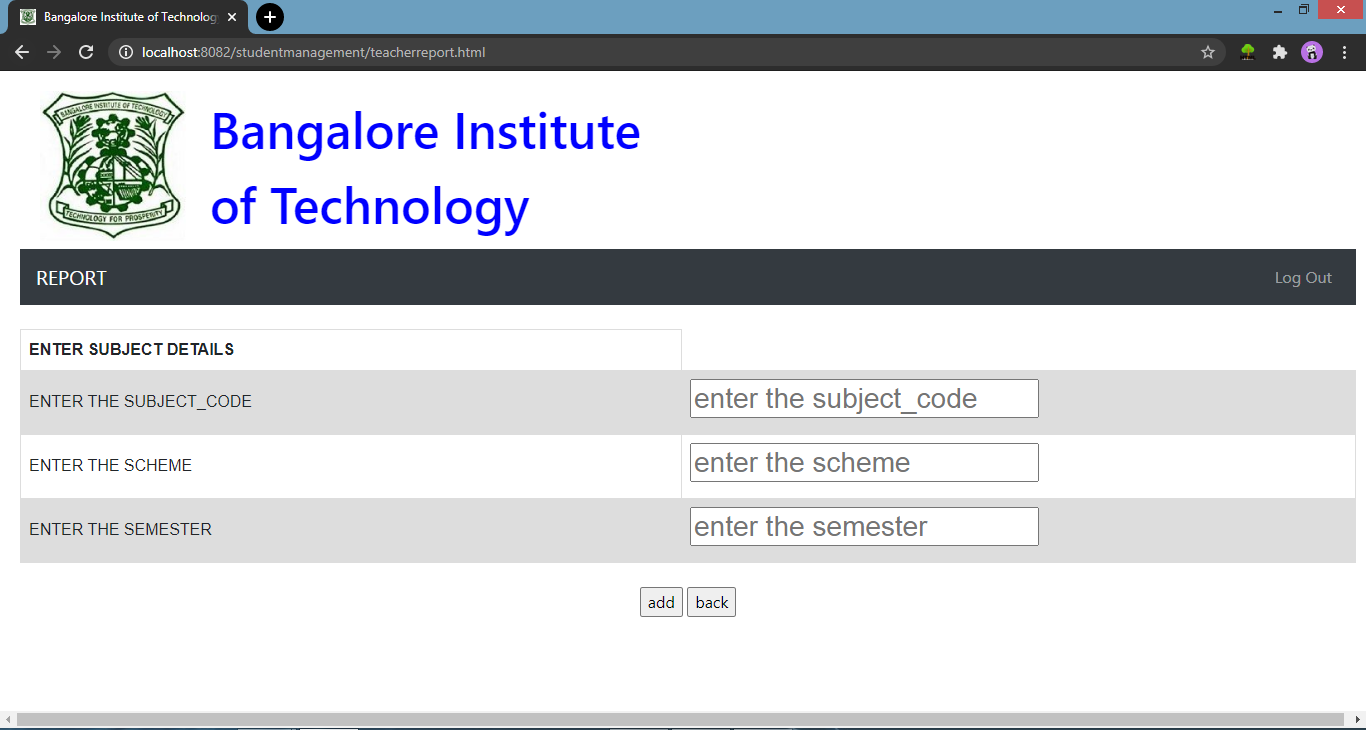 Bangalore Institute of Technolog
localhost:8082/studentmanagement/teacherreport.html
BANGALORE INSTITUTE OF TECHNOLOGY
TECHNOLOGY FOR PROSPERITY
Bangalore Institute
of Technology
REPORT
Log Out
ENTER SUBJECT DETAILS
ENTER THE SUBJECT_CODE
enter the subject_code
ENTER THE SCHEME
enter the scheme
ENTER THE SEMESTER
enter the semester
add
back